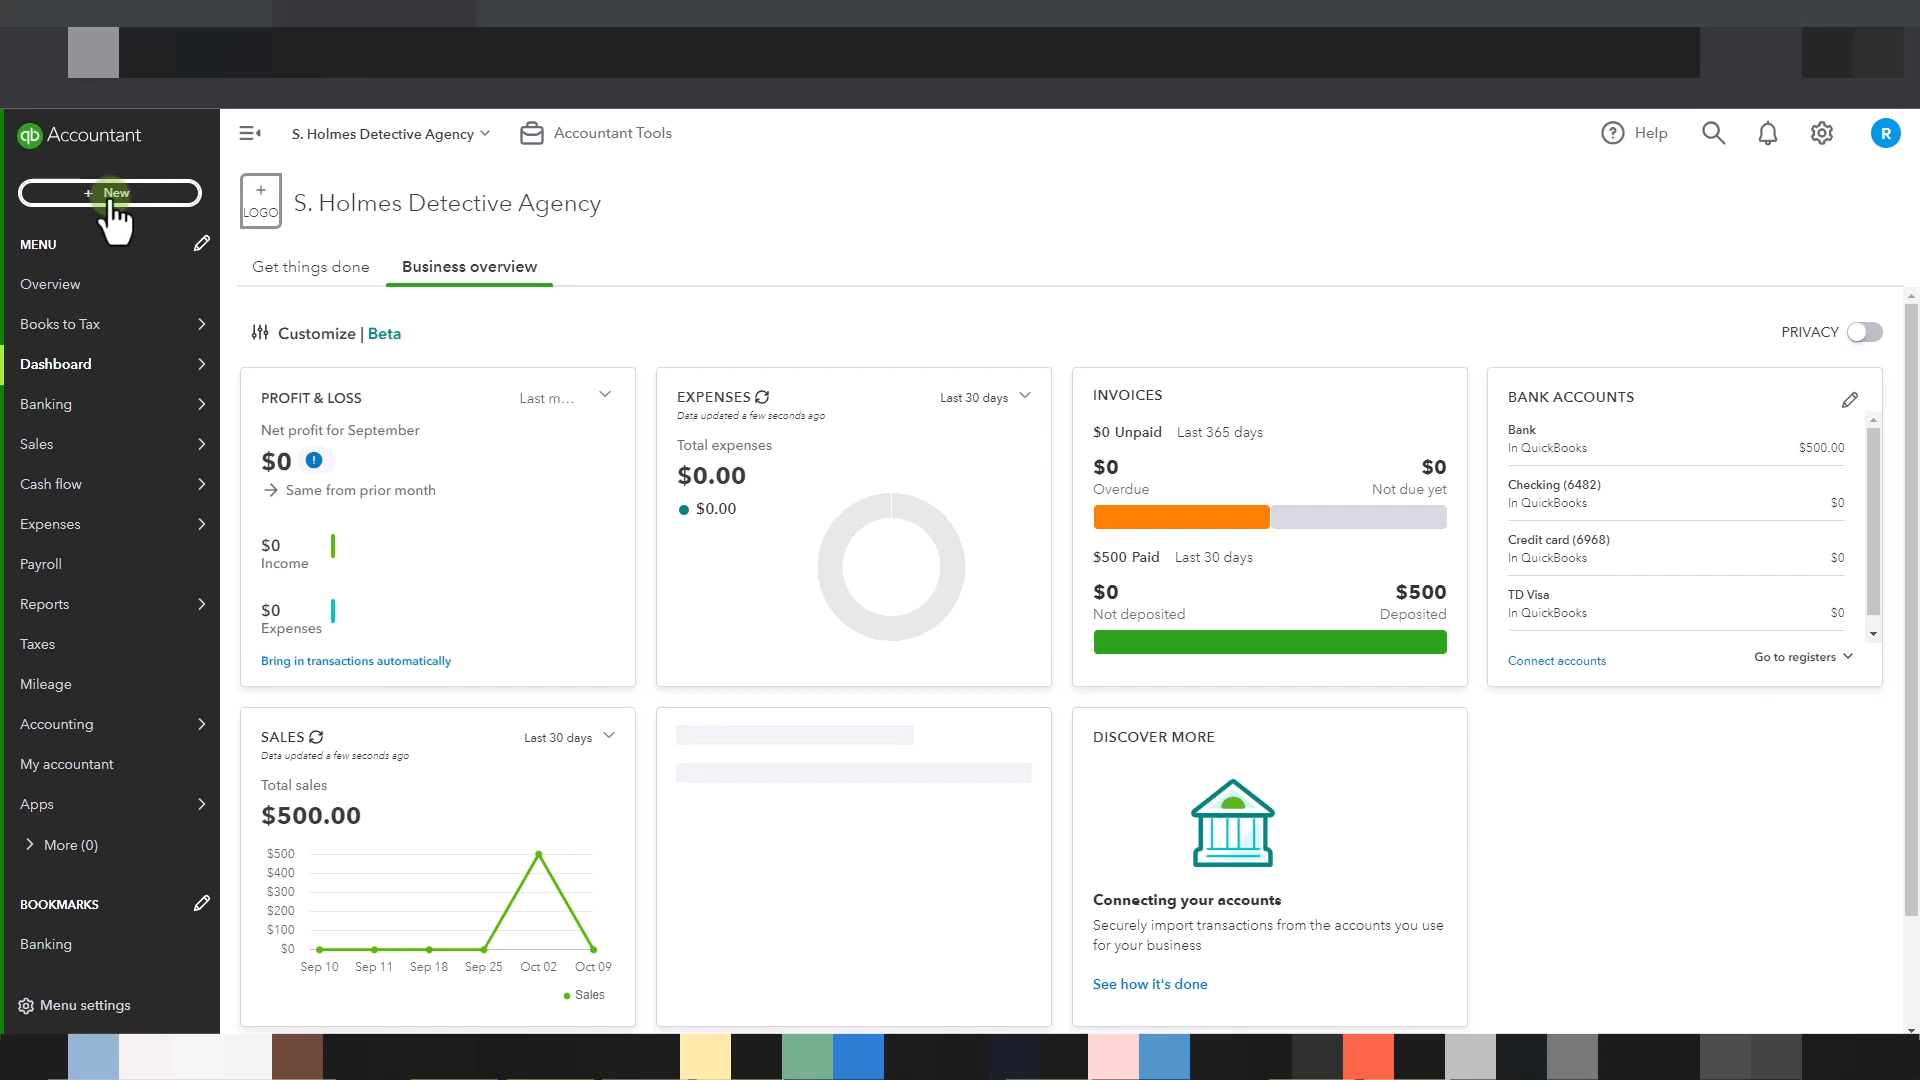 qb Accountant
+ New
MENU
Overview
Books to Tax
Dashboard
Banking
Sales
Cash flow
Expenses
Payroll
Reports
Taxes
Mileage
Accounting
My accountant
Apps
More (0)
BOOKMARKS
Banking
Menu settings
S. Holmes Detective Agency
Accountant Tools
Help
R
+
LOGO
S. Holmes Detective Agency
Get things done
Business overview
Customize | Beta
PRIVACY
PROFIT & LOSS
Last m...
Net profit for September
$0
Same from prior month
$0
Income
$0
Expenses
Bring in transactions automatically
EXPENSES
Last 30 days
Data updated a few seconds ago
Total expenses
$0.00
$0.00
INVOICES
$0 Unpaid Last 365 days
$0 $0
Overdue Not due yet
$500 Paid Last 30 days
$0 $500
Not deposited Deposited
BANK ACCOUNTS
Bank
In QuickBooks $500.00
Checking (6482)
In QuickBooks $0
Credit card (6968)
In QuickBooks $0
TD Visa
In QuickBooks $0
Connect accounts
Go to registers
SALES
Last 30 days
Data updated a few seconds ago
Total sales
$500.00
$500
$400
$300
$200
$100
$0
Sep 10 Sep 11 Sep 18 Sep 25 Oct 02 Oct 09
Sales
DISCOVER MORE
Connecting your accounts
Securely import transactions from the accounts you use
for your business
See how it's done